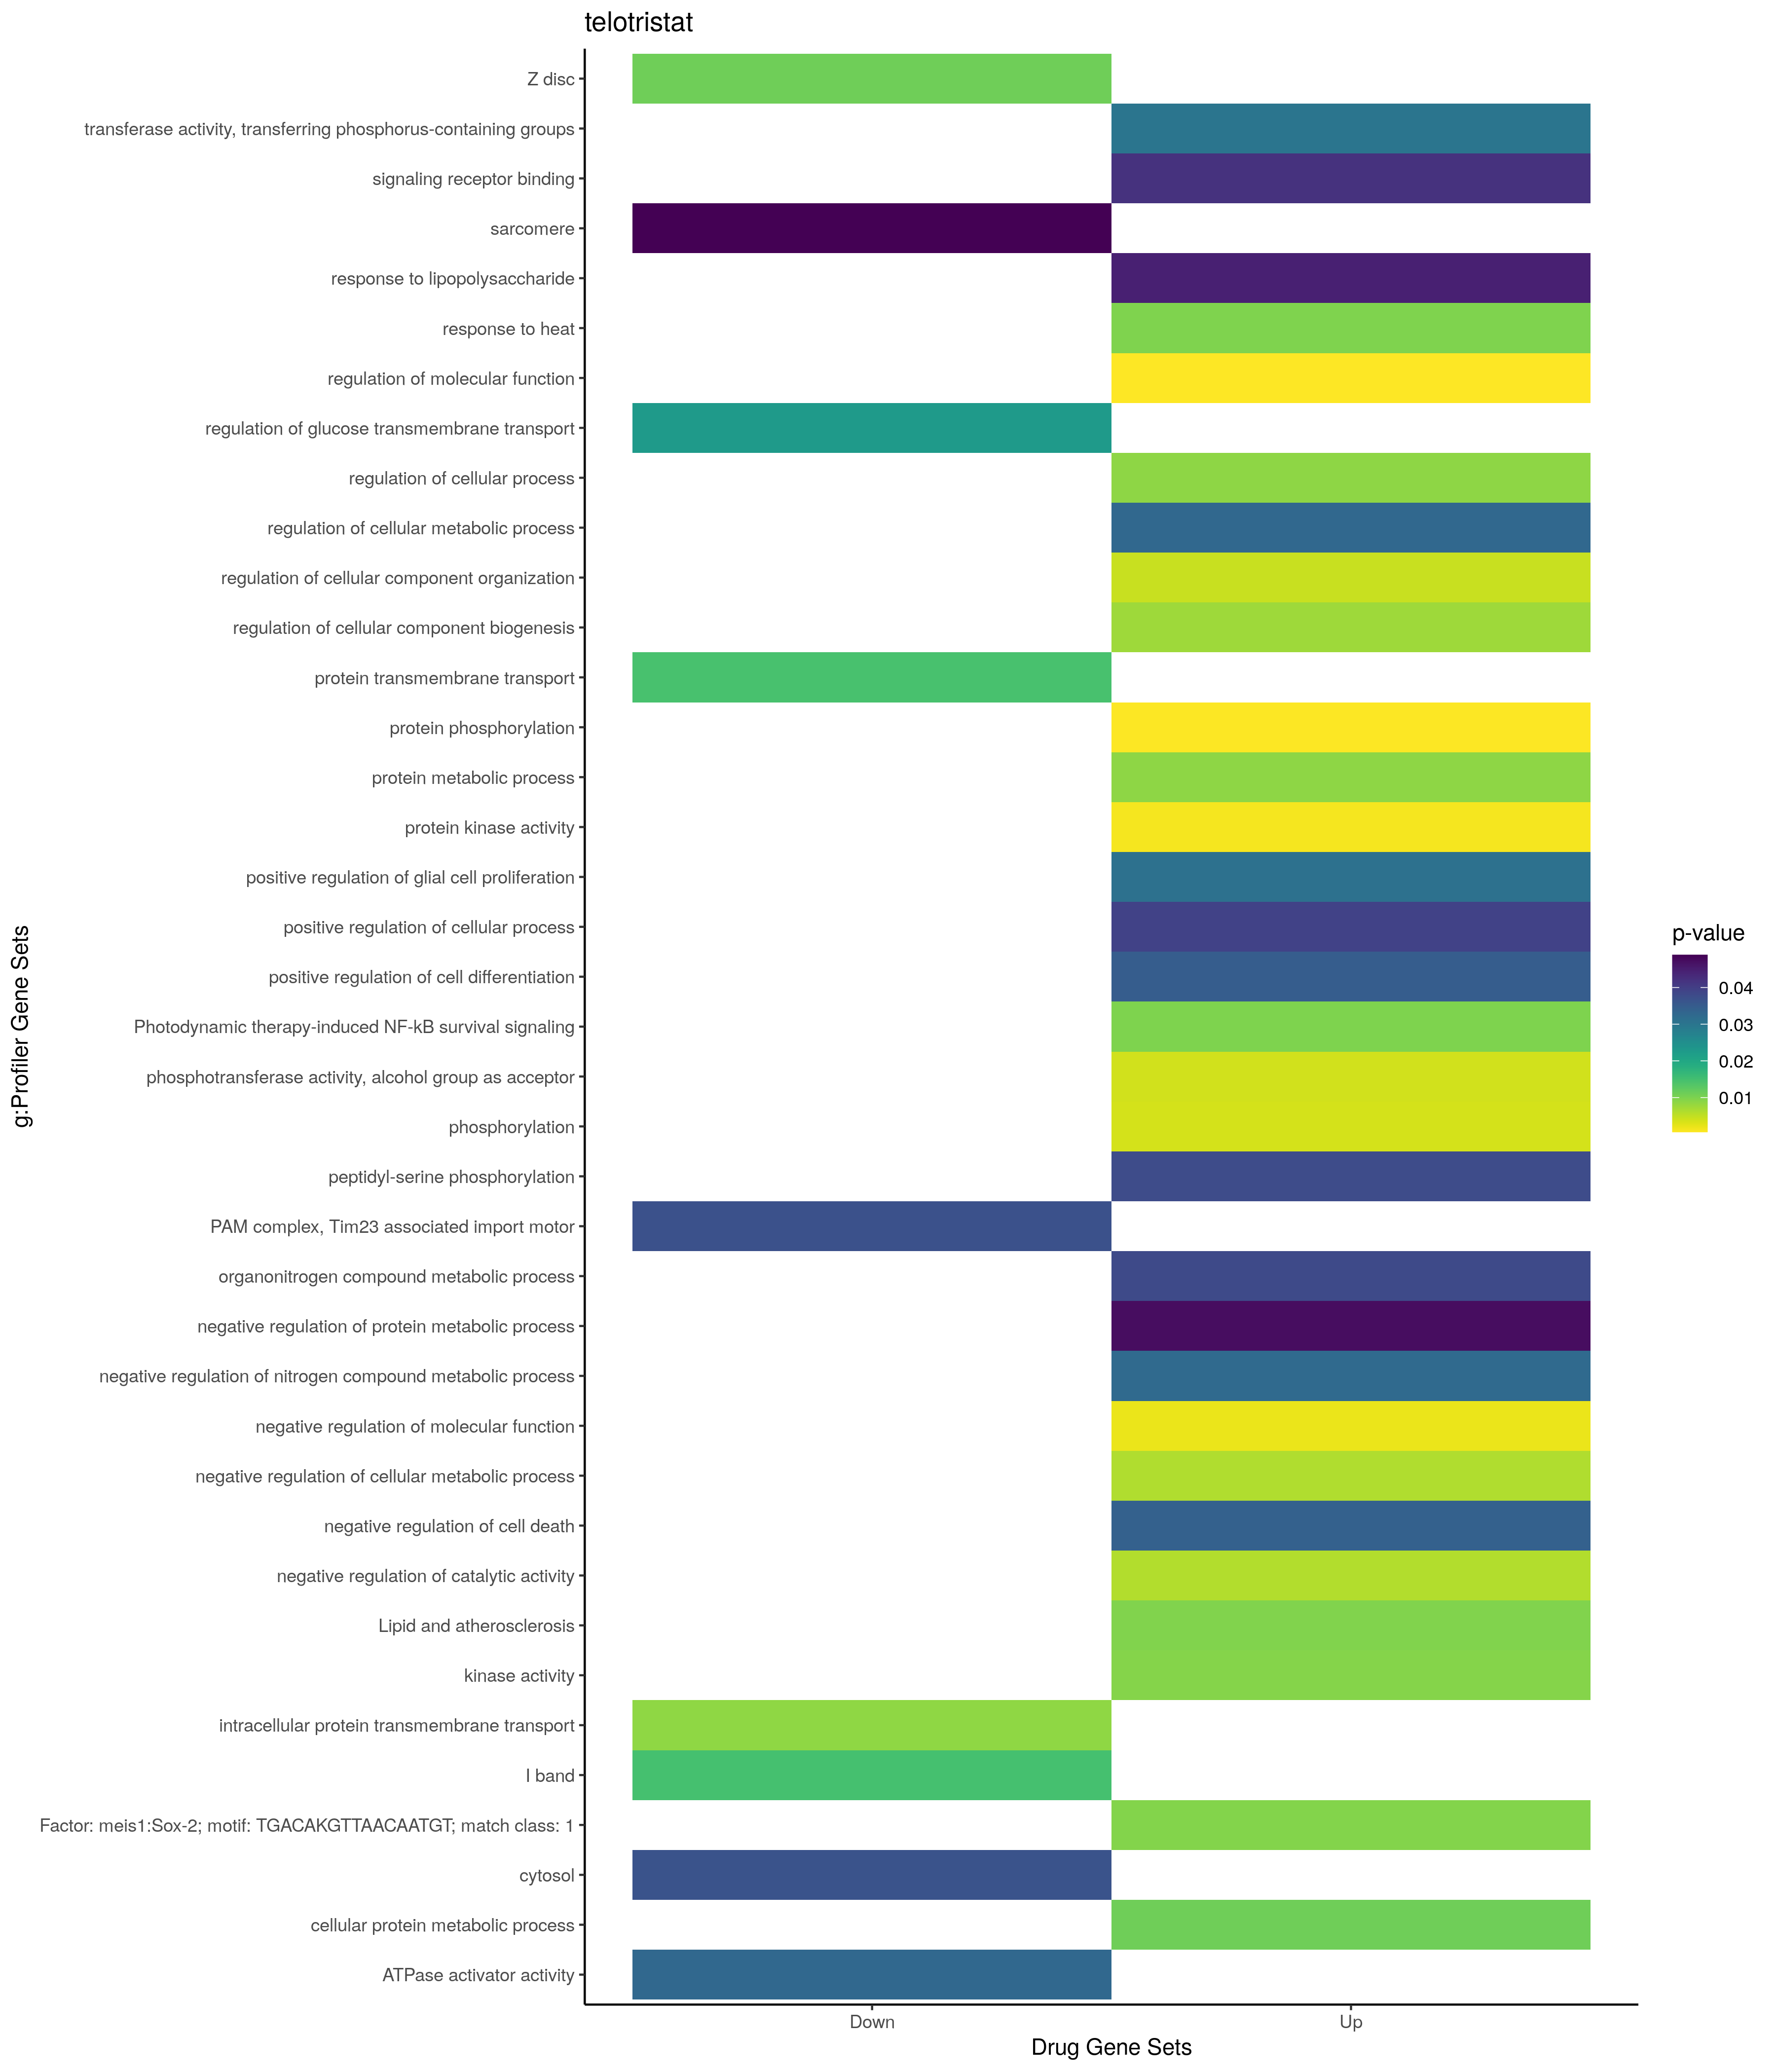 telotristat
Z disc
transferase activity, transferring phosphorus-containing groups
signaling receptor binding
sarcomere
response to lipopolysaccharide
response to heat
regulation of molecular function
regulation of glucose transmembrane transport
regulation of cellular process
regulation of cellular metabolic process
regulation of cellular component organization
regulation of cellular component biogenesis
protein transmembrane transport
protein phosphorylation
protein metabolic process
protein kinase activity
positive regulation of glial cell proliferation
positive regulation of cellular process
positive regulation of cell differentiation
Photodynamic therapy-induced NF-kB survival signaling
phosphotransferase activity, alcohol group as acceptor
phosphorylation
peptidyl-serine phosphorylation
PAM complex, Tim23 associated import motor
organonitrogen compound metabolic process
negative regulation of protein metabolic process
negative regulation of nitrogen compound metabolic process
negative regulation of molecular function
negative regulation of cellular metabolic process
negative regulation of cell death
negative regulation of catalytic activity
Lipid and atherosclerosis
kinase activity
intracellular protein transmembrane transport
I band
Factor: meis1:Sox-2; motif: TGACAKGTTAACAATGT; match class: 1
cytosol
cellular protein metabolic process
ATPase activator activity
g:Profiler Gene Sets
Down
Up
Drug Gene Sets
p-value
0.04
0.03
0.02
0.01